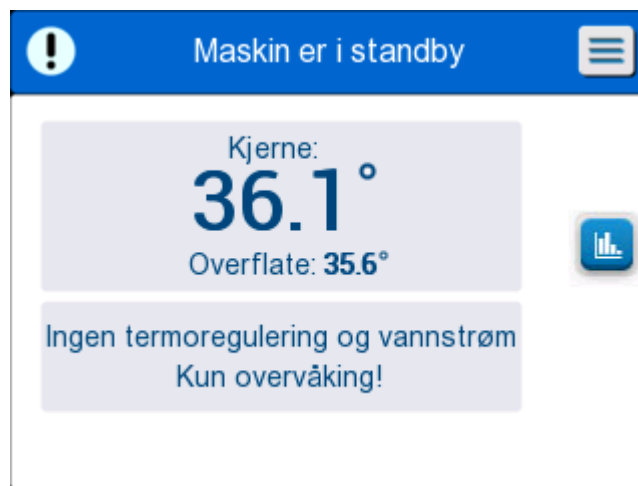 Maskin er i standby
Kjerne:
36.1°
Overflate: 35.6°
Ingen termoregulering og vannstrøm
Kun overvåking!